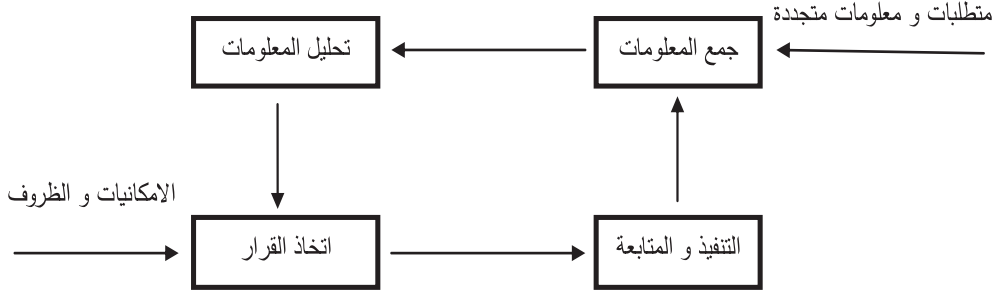 متطلبات و معلومات متجددة
جمع المعلومات
تحليل المعلومات
الامكانيات و الظروف
اتخاذ القرار
التنفيذ و المتابعة